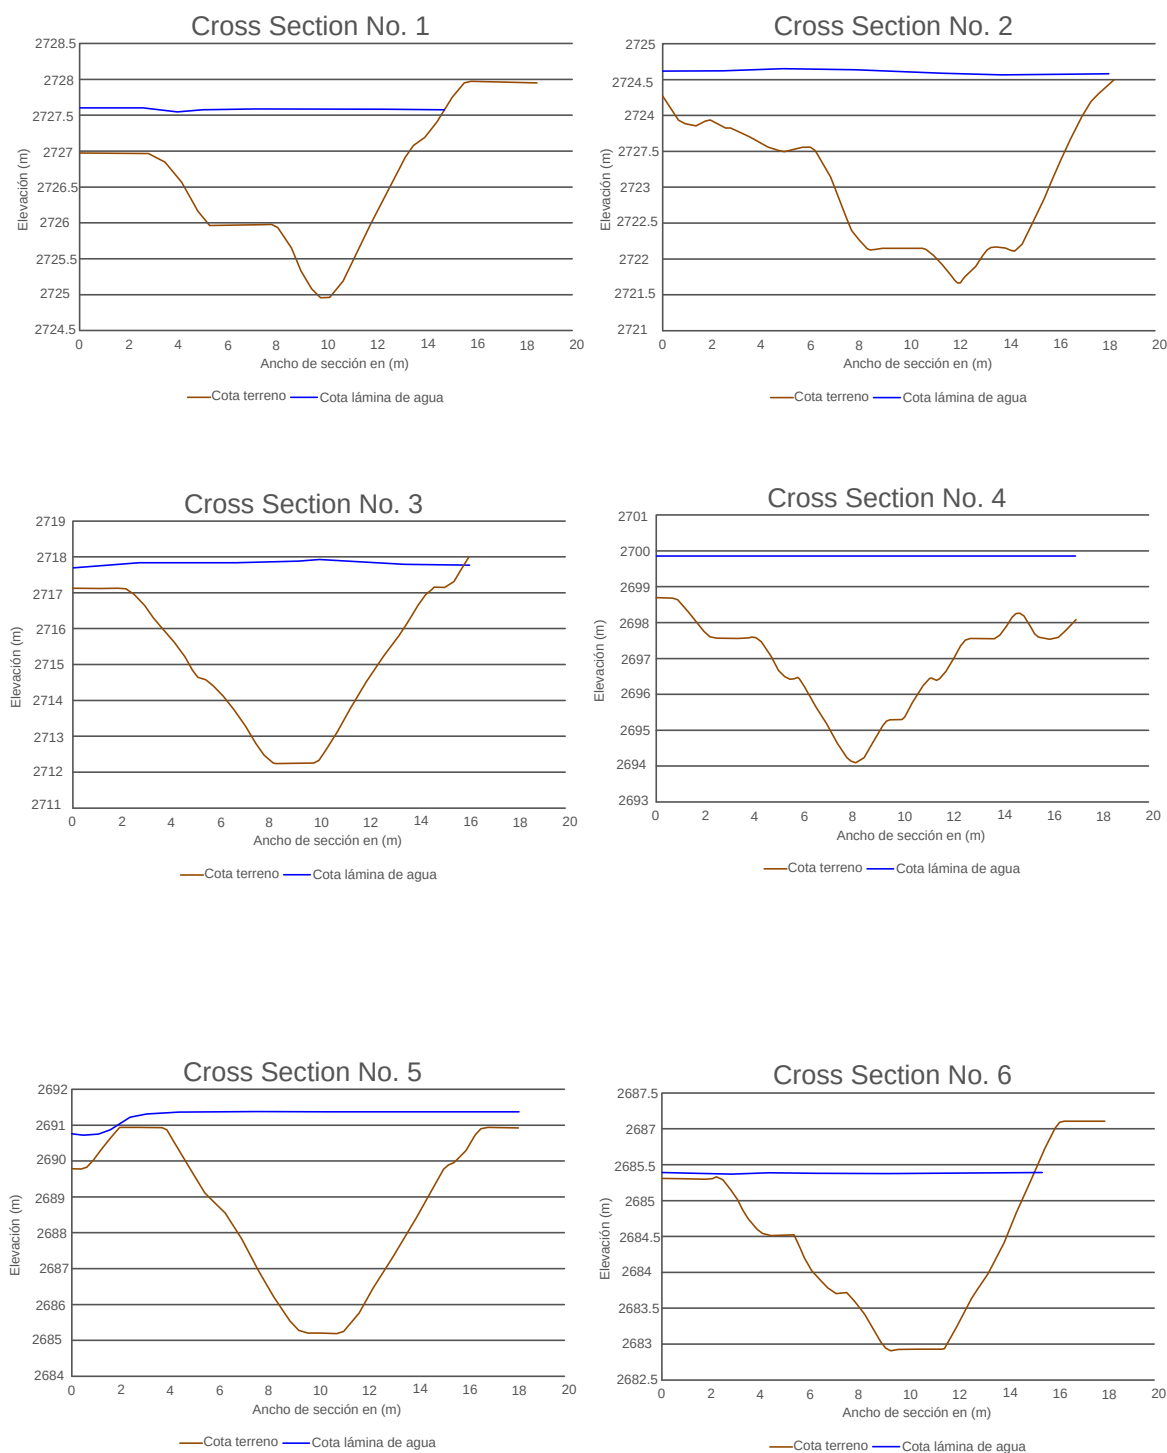 Cross Section No. 1
2728.5
2728
2727.5
2727
2726.5
2726
2725.5
2725
2724.5
Elevación (m)
0 2 4 6 8 10 12 14 16 18 20
Ancho de sección en (m)
Cota terreno Cota lámina de agua
Cross Section No. 2
2725
2724.5
2724
2727.5
2723
2722.5
2722
2721.5
2721
Elevación (m)
0 2 4 6 8 10 12 14 16 18 20
Ancho de sección en (m)
Cota terreno Cota lámina de agua
Cross Section No. 3
2719
2718
2717
2716
2715
2714
2713
2712
2711
Elevación (m)
0 2 4 6 8 10 12 14 16 18 20
Ancho de sección en (m)
Cota terreno Cota lámina de agua
Cross Section No. 4
2701
2700
2699
2698
2697
2696
2695
2694
2693
Elevación (m)
0 2 4 6 8 10 12 14 16 18 20
Ancho de sección en (m)
Cota terreno Cota lámina de agua
Cross Section No. 5
2692
2691
2690
2689
2688
2687
2686
2685
2684
Elevación (m)
0 2 4 6 8 10 12 14 16 18 20
Ancho de sección en (m)
Cota terreno Cota lámina de agua
Cross Section No. 6
2687.5
2687
2685.5
2685
2684.5
2684
2683.5
2683
2682.5
Elevación (m)
0 2 4 6 8 10 12 14 16 18 20
Ancho de sección en (m)
Cota terreno Cota lámina de agua